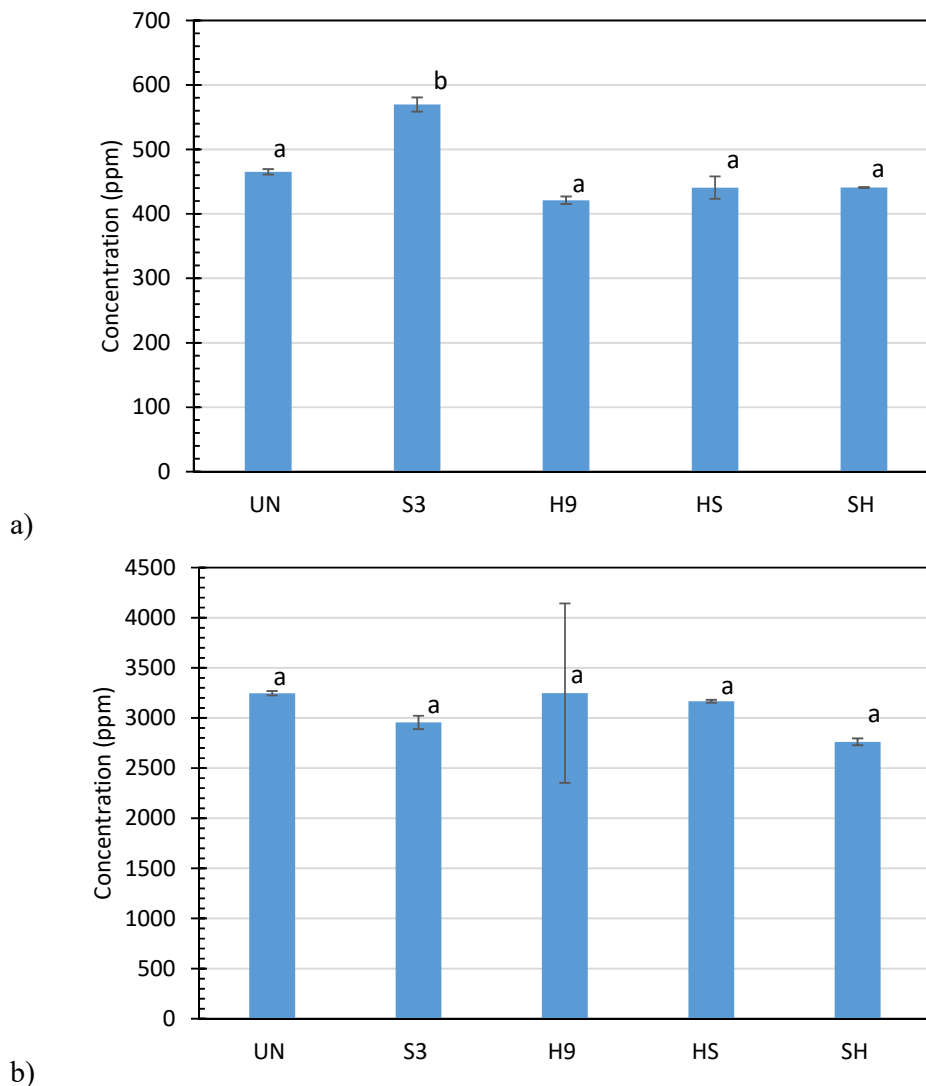 700
600
500
400
300
200
100
0
Concentration (ppm)
a
b
a
a
a
UN S3 H9 HS SH
a)
4500
4000
3500
3000
2500
2000
1500
1000
500
0
Concentration (ppm)
a
a
a
a
a
UN S3 H9 HS SH
b)